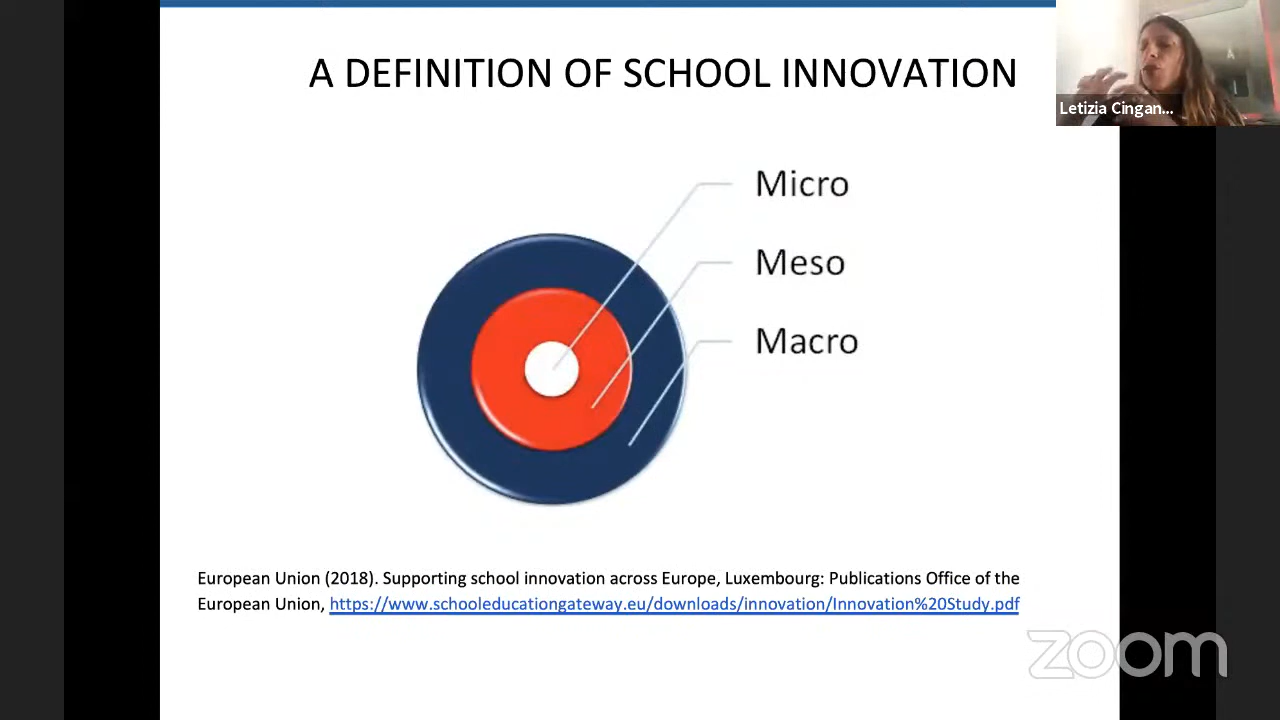 A DEFINITION OF SCHOOL INNOVATION
Letizia Cingan...
Micro
Meso
Macro
European Union (2018). Supporting school innovation across Europe, Luxembourg: Publications Office of the
European Union, https://www.schooleducationgateway.eu/downloads/innovation/Innovation%20Study.pdf
zoom